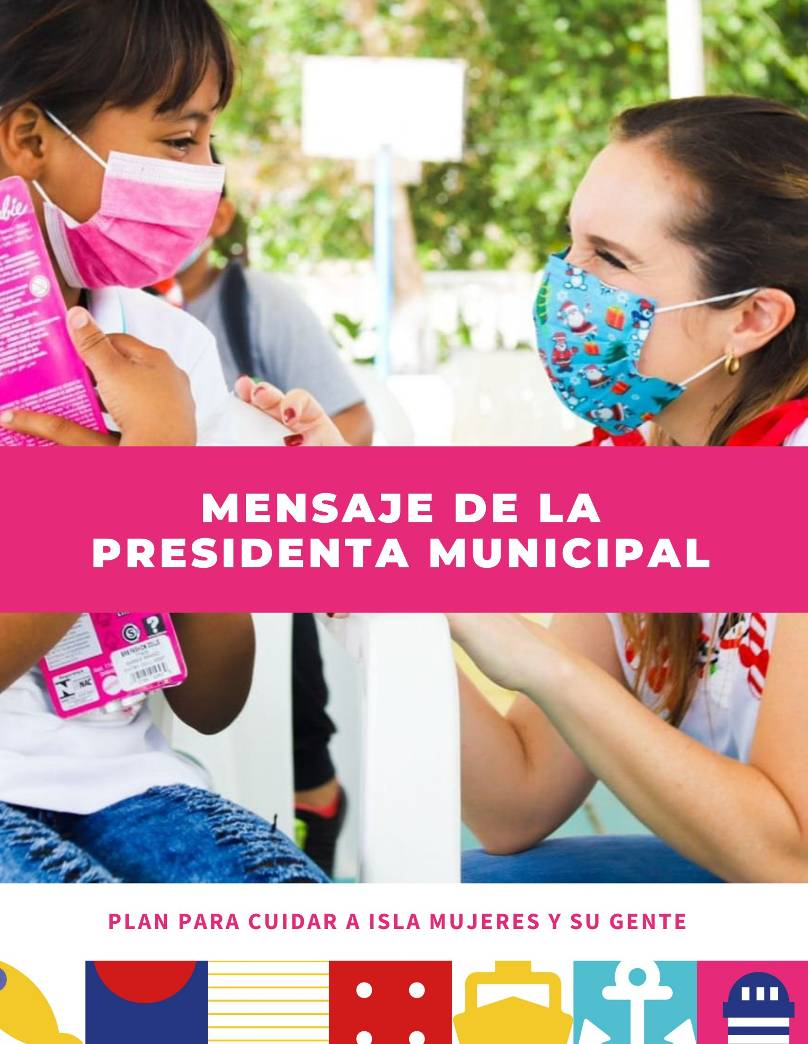 MENSAJE DE LA
PRESIDENTA MUNICIPAL
PLAN PARA CUIDAR A ISLA MUJERES Y SU GENTE